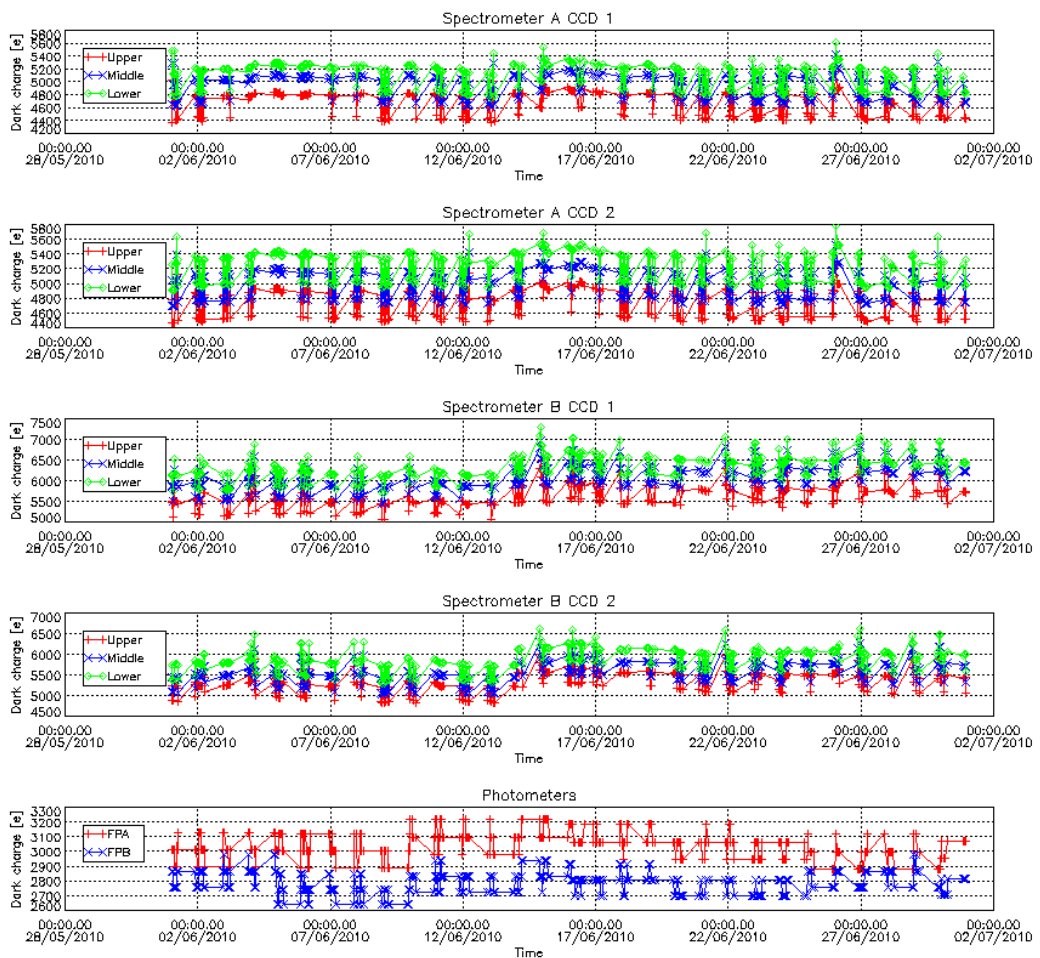 Spectrometer A CCD 1
Dark charge [e]
5800
5600
5400
5200
5000
4800
4600
4400
4200
Upper
Middle
Lower
00:00.00 00:00.00 00:00.00 00:00.00 00:00.00 00:00.00 00:00.00 00:00.00
28/05/2010 02/06/2010 07/06/2010 12/06/2010 17/06/2010 22/06/2010 27/06/2010 02/07/2010
Time
Spectrometer A CCD 2
Dark charge [e]
5800
5600
5400
5200
5000
4800
4600
4400
Upper
Middle
Lower
00:00.00 00:00.00 00:00.00 00:00.00 00:00.00 00:00.00 00:00.00 00:00.00
28/05/2010 02/06/2010 07/06/2010 12/06/2010 17/06/2010 22/06/2010 27/06/2010 02/07/2010
Time
Spectrometer B CCD 1
Dark charge [e]
7500
7000
6500
6000
5500
5000
Upper
Middle
Lower
00:00.00 00:00.00 00:00.00 00:00.00 00:00.00 00:00.00 00:00.00 00:00.00
28/05/2010 02/06/2010 07/06/2010 12/06/2010 17/06/2010 22/06/2010 27/06/2010 02/07/2010
Time
Spectrometer B CCD 2
Dark charge [e]
7000
6500
6000
5500
5000
4500
Upper
Middle
Lower
00:00.00 00:00.00 00:00.00 00:00.00 00:00.00 00:00.00 00:00.00 00:00.00
28/05/2010 02/06/2010 07/06/2010 12/06/2010 17/06/2010 22/06/2010 27/06/2010 02/07/2010
Time
Photometers
Dark charge [e]
3300
3200
3100
3000
2900
2800
2700
2600
FPA
FPB
00:00.00 00:00.00 00:00.00 00:00.00 00:00.00 00:00.00 00:00.00 00:00.00
28/05/2010 02/06/2010 07/06/2010 12/06/2010 17/06/2010 22/06/2010 27/06/2010 02/07/2010
Time